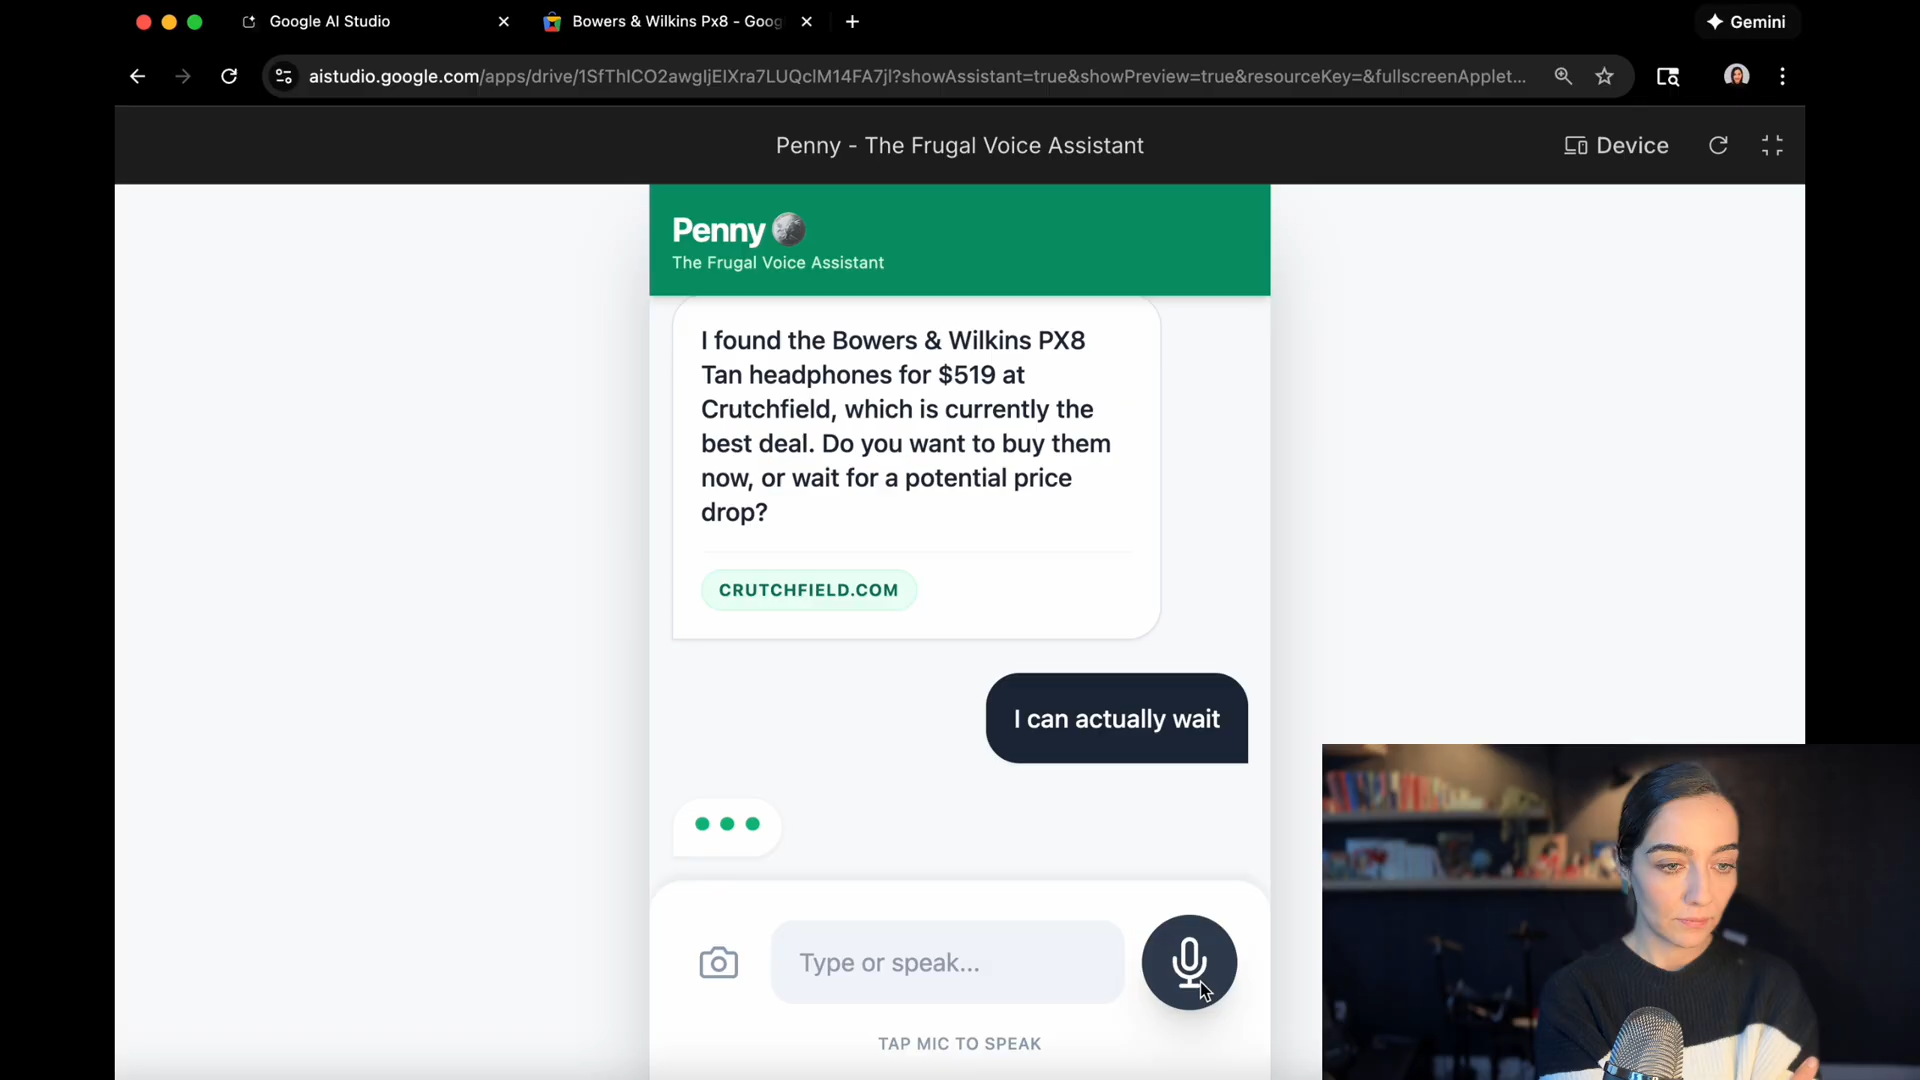 Google AI Studio
Bowers & Wilkins Px8 - Goog
Gemini
aistudio.google.com/apps/drive/1SfThICO2awgIjEIXra7LUQclM14FA7jl?showAssistant=true&showPreview=true&resourceKey=&fullscreenApplet...
Penny - The Frugal Voice Assistant
Device
Penny
The Frugal Voice Assistant
I found the Bowers & Wilkins PX8
Tan headphones for $519 at
Crutchfield, which is currently the
best deal. Do you want to buy them
now, or wait for a potential price
drop?
CRUTCHFIELD.COM
I can actually wait
Type or speak...
TAP MIC TO SPEAK